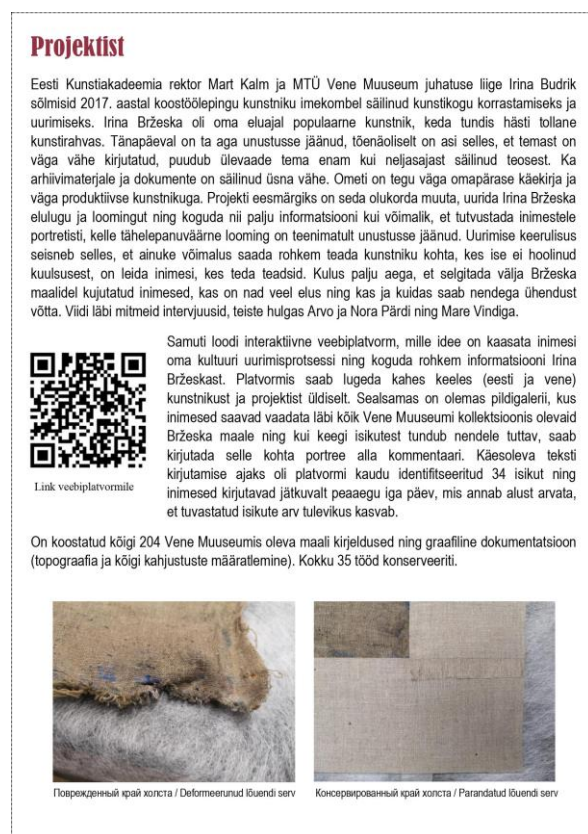 Projektist
Eesti Kunstiakadeemia rektor Mart Kalm ja MTÜ Vene Muuseum juhatuse liige Irina Budrik
sõlmisid 2017. aastal koostöölepingu kunstniku imekombel säilinud kunstikogu korrastamiseks ja
uurimiseks. Irina Bržeska oli oma eluajal populaarne kunstnik, keda tundis hästi tollane
kunstirahvas. Tänapäeval on ta aga unustusse jäänud, tõenäoliselt on asi selles, et temast on
väga vähe kirjutatud, puudub ülevaade tema enam kui neljasajast säilinud teosest. Ka
arhiivimaterjale ja dokumente on säilinud üsna vähe. Ometi on tegu väga omapärase käekirja ja
väga produktiivse kunstnikuga. Projekti eesmärgiks on seda olukorda muuta, uurida Irina Bržeska
elulugu ja loomingut ning koguda nii palju informatsiooni kui võimalik, et tutvustada inimestele
portretisti, kelle tähelepanuväärne looming on teenimatult unustusse jäänud. Uurimise keerulisus
seisneb selles, et ainuke võimalus saada rohkem teada kunstniku kohta, kes ise ei hoolinud
kuulsusest, on leida inimesi, kes teda teadsid. Kulus palju aega, et selgitada välja Bržeska
maalidel kujutatud inimesed, kas on nad veel elus ning kas ja kuidas saab nendega ühendust
võtta. Viidi läbi mitmeid intervjuusid, teiste hulgas Arvo ja Nora Pärdi ning Mare Vindiga.
Samuti loodi interaktiivne veebiplatvorm, mille idee on kaasata inimesi
oma kultuuri uurimisprotsessi ning koguda rohkem informatsiooni Irina
Bržeskast. Platvormis saab lugeda kahes keeles (eesti ja vene)
kunstnikust ja projektist üldiselt. Sealsamas on olemas pildigalerii, kus
inimesed saavad vaadata läbi kõik Vene Muuseumi kollektsioonis olevaid
Bržeska maale ning kui keegi isikutest tundub nendele tuttav, saab
kirjutada selle kohta portree alla kommentaari. Käesoleva teksti
kirjutamise ajaks oli platvormi kaudu identifitseeritud 34 isikut ning
inimesed kirjutavad jätkuvalt peaaegu iga päev, mis annab alust arvata,
et tuvastatud isikute arv tulevikus kasvab.
Link veebiplatvormile
On koostatud kõigi 204 Vene Muuseumis oleva maali kirjeldused ning graafiline dokumentatsioon
(topograafia ja kõigi kahjustuste määratlemine). Kokku 35 tööd konserveeriti.
Поврежденный край холста / Deformeerunud lõuendi serv
Консервированный край холста / Parandatud lõuendi serv